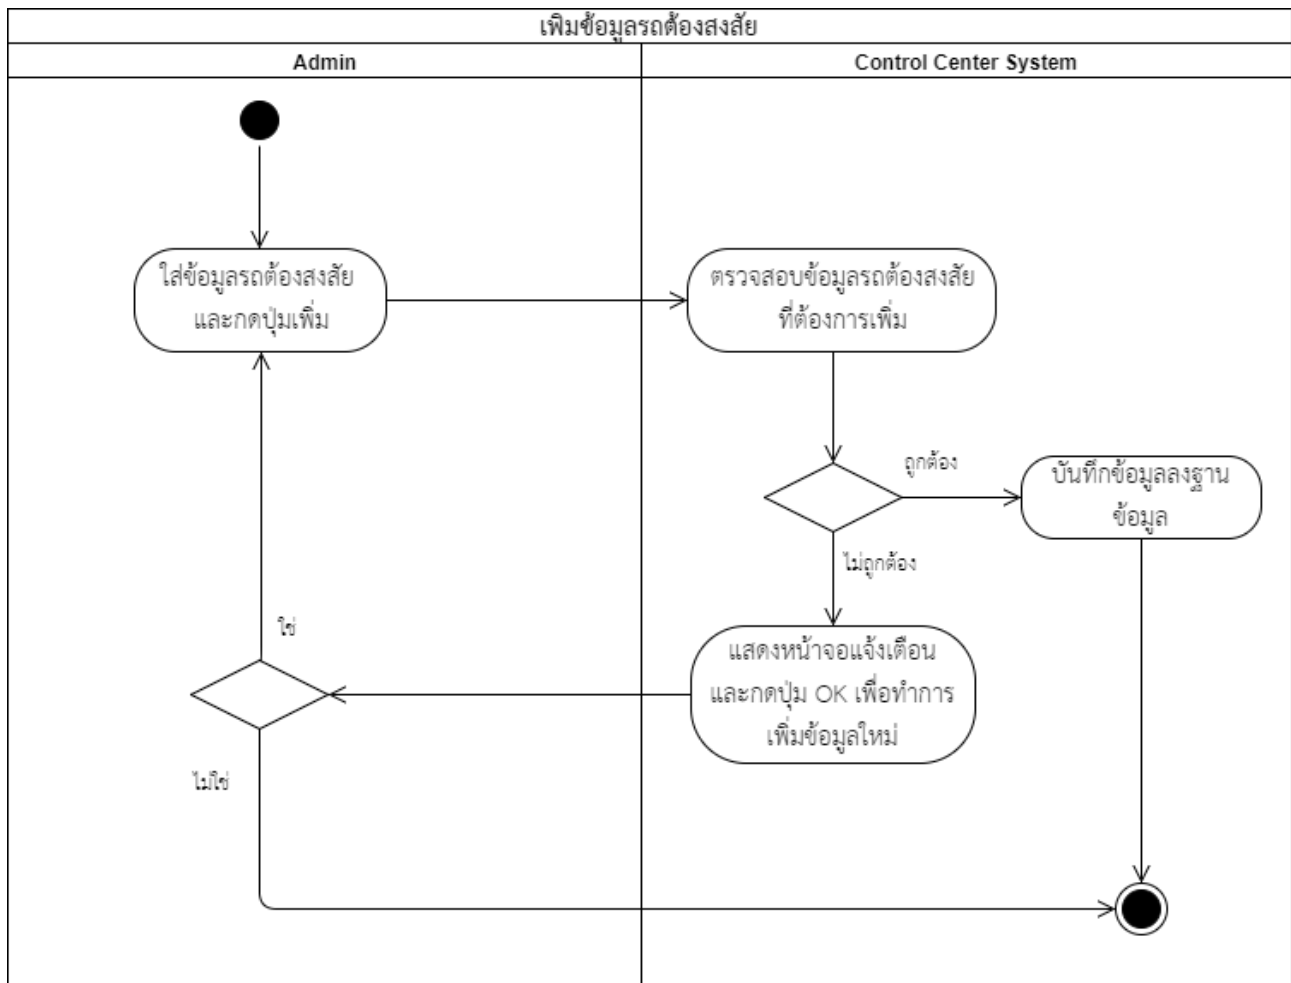 เพิ่มข้อมูลรถต้องสงสัย
Admin
Control Center System
ใส่ข้อมูลรถต้องสงสัย
และกดปุ่มเพิ่ม
ตรวจสอบข้อมูลรถต้องสงสัย
ที่ต้องการเพิ่ม
ถูกต้อง
บันทึกข้อมูลลงฐาน
ข้อมูล
ไม่ถูกต้อง
แสดงหน้าจอแจ้งเตือน
และกดปุ่ม OK เพื่อทำการ
เพิ่มข้อมูลใหม่
ใช่
ไม่ใช่